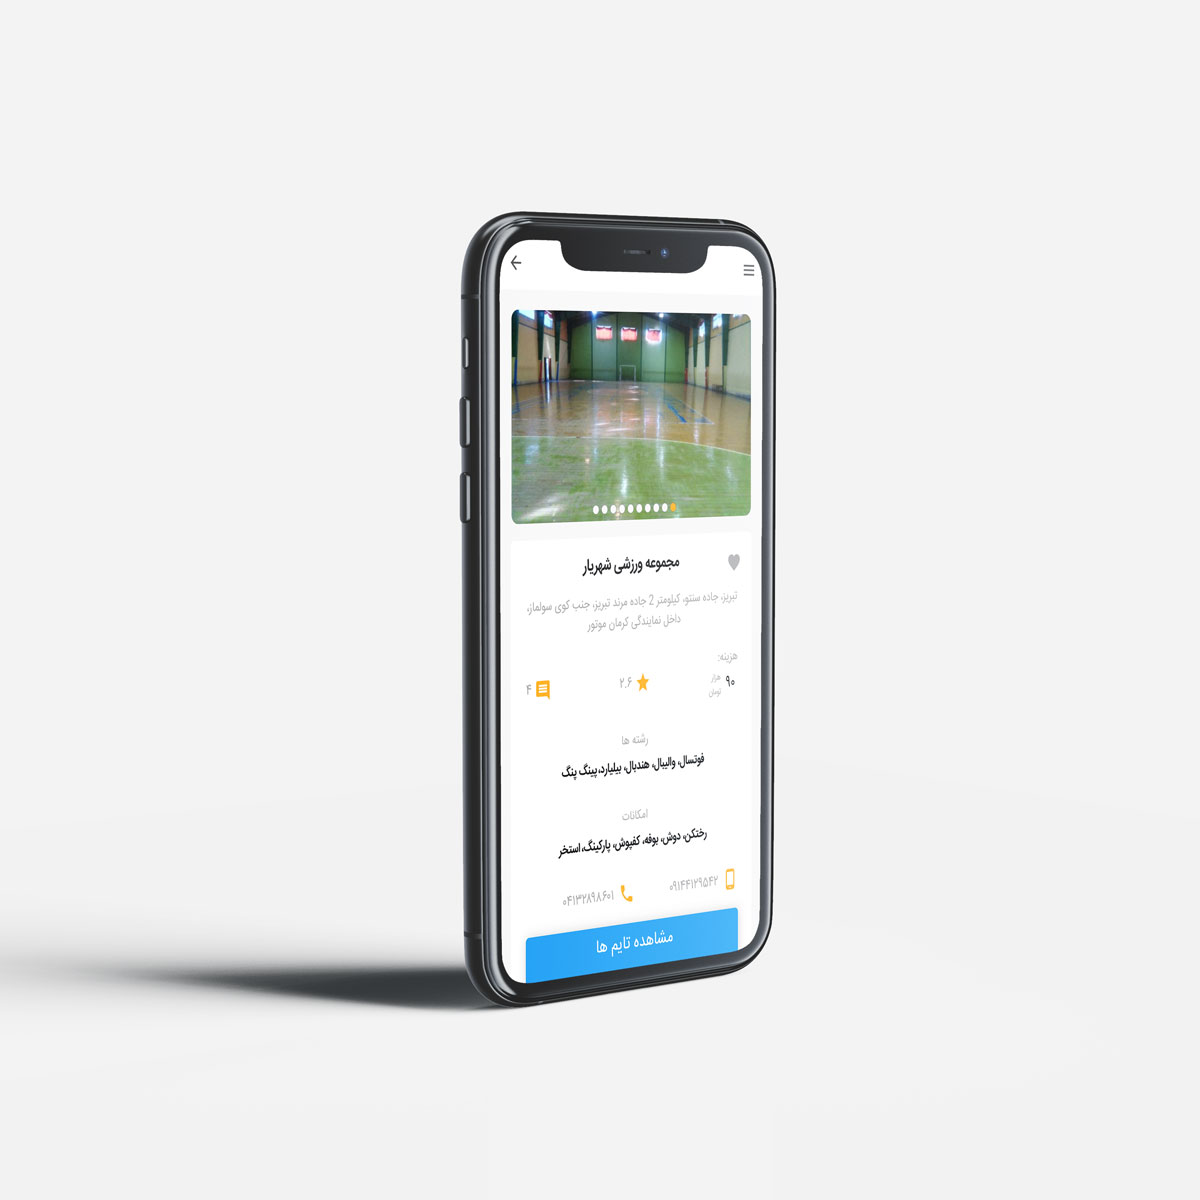 مجموعه ورزشی شهریار
تبریز، جاده سنتو، کیلومتر 2 جاده مرند تبریز، جنب کوی سولماز،
داخل نمایندگی کرمان موتور
هزینه:
۹۰ هزار تومان
۲.۶
۴
رشته ها
فوتسال، والیبال، هندبال، بیلیارد، پینگ پنگ
امکانات
رختکن، دوش، بوفه، کفپوش، پارکینگ، استخر
۰۹۱۴۴۱۲۹۵۴۲
۰۴۱۳۲۸۹۸۶۰۱
مشاهده تایم ها